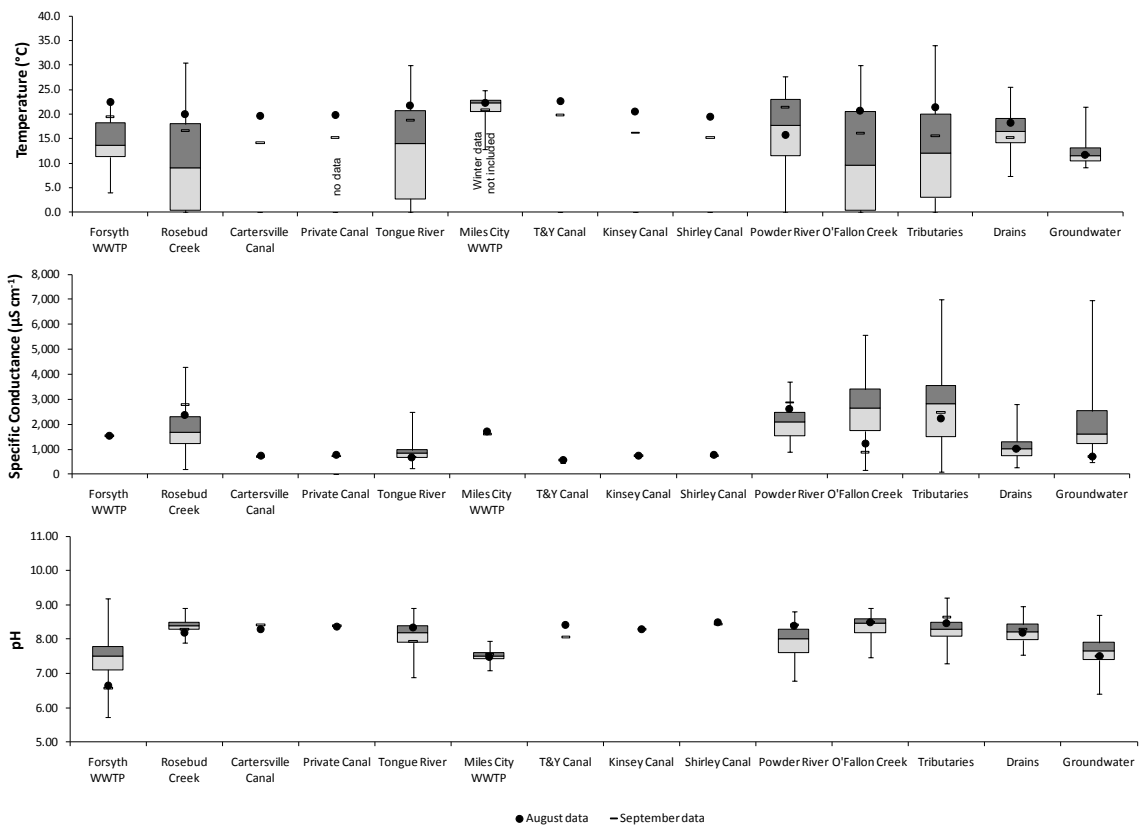 Temperature (°C)
40.0
35.0
30.0
25.0
20.0
15.0
10.0
5.0
0.0
no data
Winter data
not included
Forsyth WWTP
Rosebud Creek
Cartersville Canal
Private Canal
Tongue River
Miles City WWTP
T&Y Canal
Kinsey Canal
Shirley Canal
Powder River
O'Fallon Creek
Tributaries
Drains
Groundwater
Specific Conductance (µS cm⁻¹)
8,000
7,000
6,000
5,000
4,000
3,000
2,000
1,000
0
Forsyth WWTP
Rosebud Creek
Cartersville Canal
Private Canal
Tongue River
Miles City WWTP
T&Y Canal
Kinsey Canal
Shirley Canal
Powder River
O'Fallon Creek
Tributaries
Drains
Groundwater
pH
11.00
10.00
9.00
8.00
7.00
6.00
5.00
Forsyth WWTP
Rosebud Creek
Cartersville Canal
Private Canal
Tongue River
Miles City WWTP
T&Y Canal
Kinsey Canal
Shirley Canal
Powder River
O'Fallon Creek
Tributaries
Drains
Groundwater
August data
September data